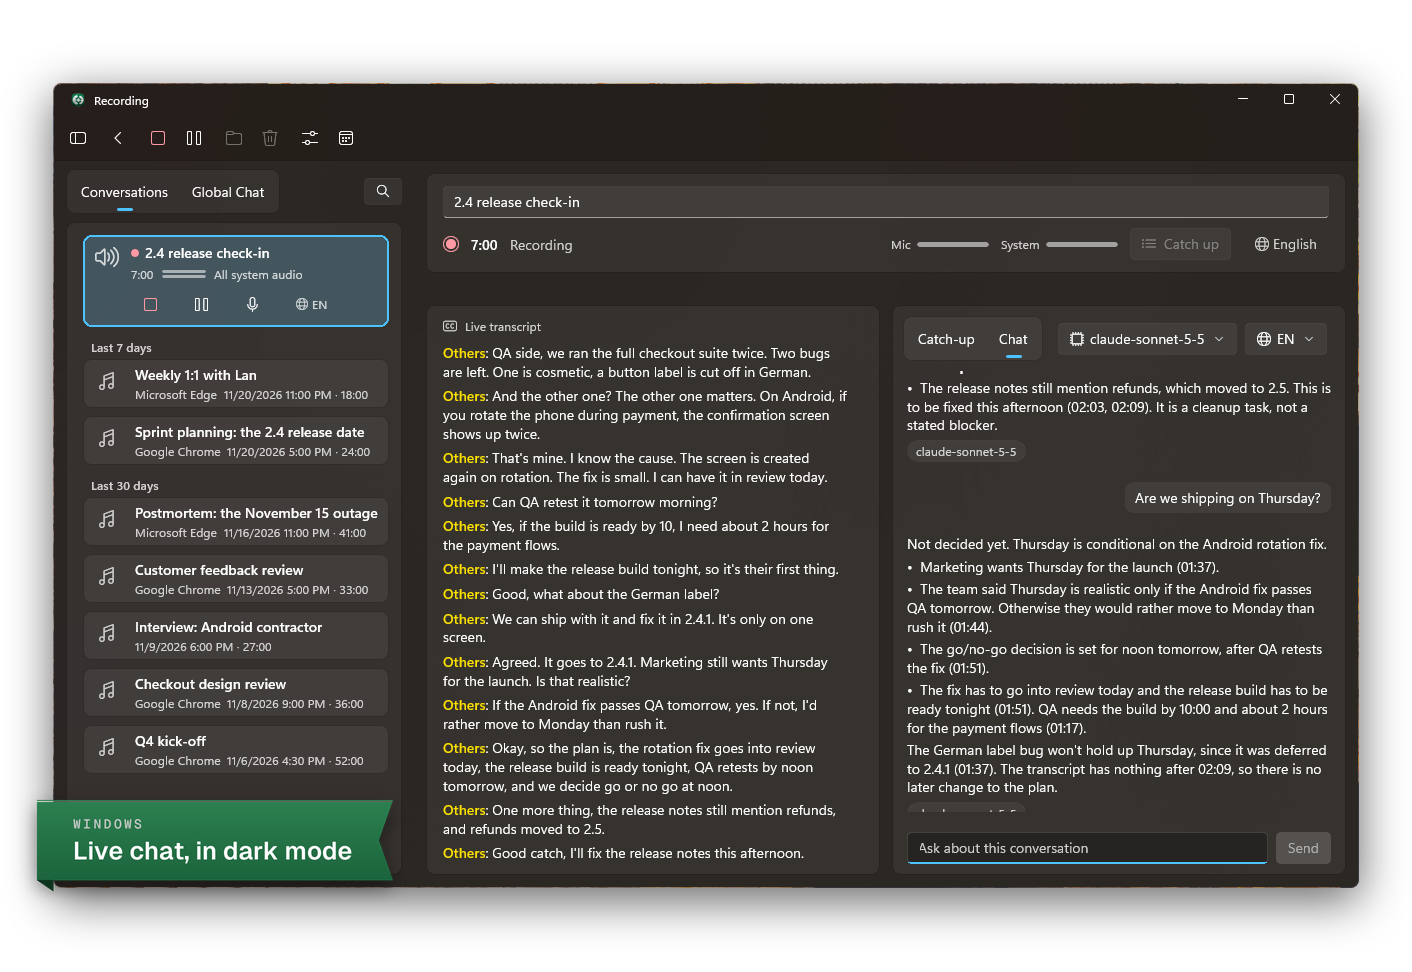 Recording
Conversations
Global Chat
2.4 release check-in
7:00
All system audio
EN
Last 7 days
Weekly 1:1 with Lan
Microsoft Edge 11/20/2026 11:00 PM · 18:00
Sprint planning: the 2.4 release date
Google Chrome 11/20/2026 5:00 PM · 24:00
Last 30 days
Postmortem: the November 15 outage
Microsoft Edge 11/16/2026 11:00 PM · 41:00
Customer feedback review
Google Chrome 11/13/2026 5:00 PM · 33:00
Interview: Android contractor
11/9/2026 6:00 PM · 27:00
Checkout design review
Google Chrome 11/8/2026 9:00 PM · 36:00
Q4 kick-off
Google Chrome 11/6/2026 4:30 PM · 52:00
WINDOWS
Live chat, in dark mode
2.4 release check-in
7:00 Recording
Mic
System
Catch up
English
CC Live transcript
Others: QA side, we ran the full checkout suite twice. Two bugs
are left. One is cosmetic, a button label is cut off in German.
Others: And the other one? The other one matters. On Android, if
you rotate the phone during payment, the confirmation screen
shows up twice.
Others: That's mine. I know the cause. The screen is created
again on rotation. The fix is small. I can have it in review today.
Others: Can QA retest it tomorrow morning?
Others: Yes, if the build is ready by 10, I need about 2 hours for
the payment flows.
Others: I'll make the release build tonight, so it's their first thing.
Others: Good, what about the German label?
Others: We can ship with it and fix it in 2.4.1. It's only on one
screen.
Others: Agreed. It goes to 2.4.1. Marketing still wants Thursday
for the launch. Is that realistic?
Others: If the Android fix passes QA tomorrow, yes. If not, I'd
rather move to Monday than rush it.
Others: Okay, so the plan is, the rotation fix goes into review
today, the release build is ready tonight, QA retests by noon
tomorrow, and we decide go or no go at noon.
Others: One more thing, the release notes still mention refunds,
and refunds moved to 2.5.
Others: Good catch, I'll fix the release notes this afternoon.
Catch-up
Chat
claude-sonnet-5-5
EN
• The release notes still mention refunds, which moved to 2.5. This is
to be fixed this afternoon (02:03, 02:09). It is a cleanup task, not a
stated blocker.
claude-sonnet-5-5
Are we shipping on Thursday?
Not decided yet. Thursday is conditional on the Android rotation fix.
• Marketing wants Thursday for the launch (01:37).
• The team said Thursday is realistic only if the Android fix passes
QA tomorrow. Otherwise they would rather move to Monday than
rush it (01:44).
• The go/no-go decision is set for noon tomorrow, after QA retests
the fix (01:51).
• The fix has to go into review today and the release build has to be
ready tonight (01:51). QA needs the build by 10:00 and about 2 hours
for the payment flows (01:17).
The German label bug won't hold up Thursday, since it was deferred
to 2.4.1 (01:37). The transcript has nothing after 02:09, so there is no
later change to the plan.
Ask about this conversation
Send